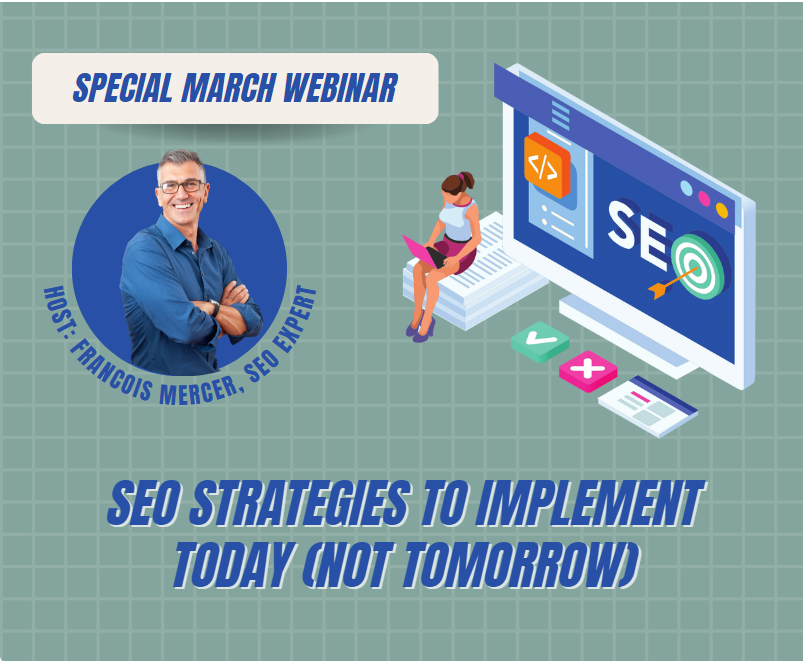 SPECIAL MARCH WEBINAR
</>
SEO
HOST: FRANCOIS MERCER, SEO EXPERT
SEO STRATEGIES TO IMPLEMENT
TODAY (NOT TOMORROW)